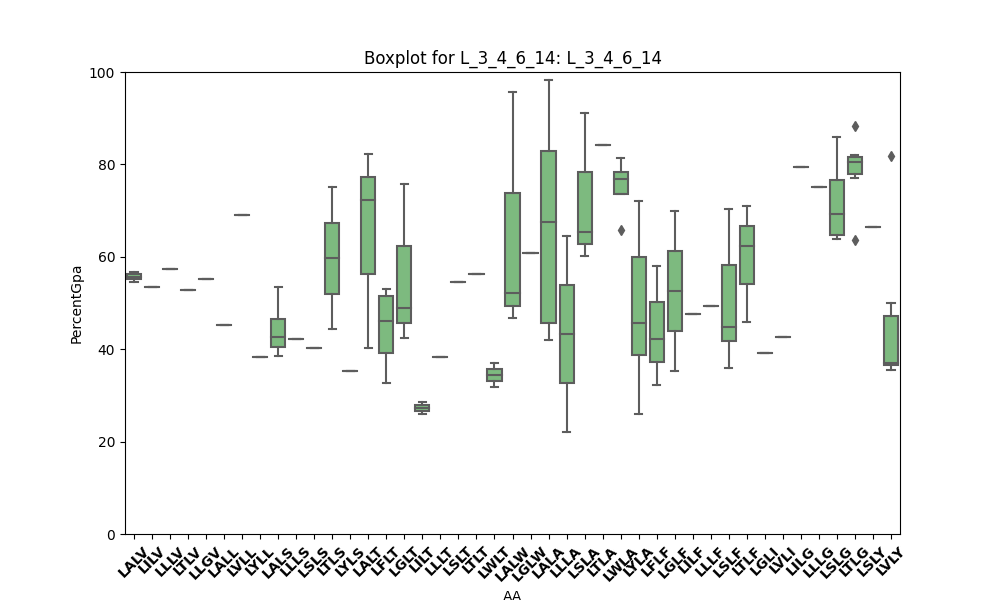 Boxplot for L_3_4_6_14: L_3_4_6_14
100
80
60
40
20
0
PercentGpa
LALV
LILV
LLLV
LTLV
LLGV
LALL
LVLL
LYLL
LALS
LLLS
LSLS
LTLS
LYLS
LALT
LFLT
LGLT
LILT
LLLT
LSLT
LTLT
LWLT
LALW
LGLW
LALA
LLLA
LSLA
LTLA
LWLA
LYLA
LFLF
LGLF
LILF
LLLF
LSLF
LTLF
LGLI
LVLI
LILG
LLLG
LSLG
LTLG
LSLY
LVLY
AA